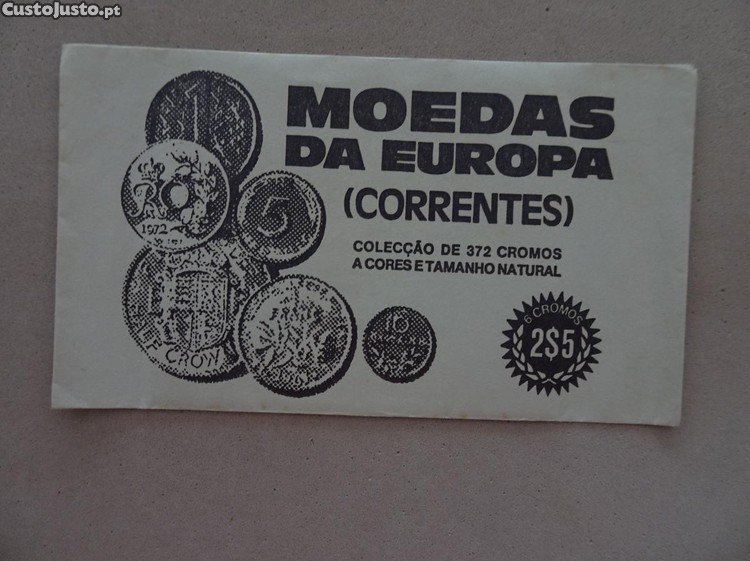 CustoJusto.pt
MOEDAS
DA EUROPA
(CORRENTES)
COLECÇÃO DE 372 CROMOS
A CORES E TAMANHO NATURAL
6 CROMOS
2$5
1
R
1972
5
CROWN
10